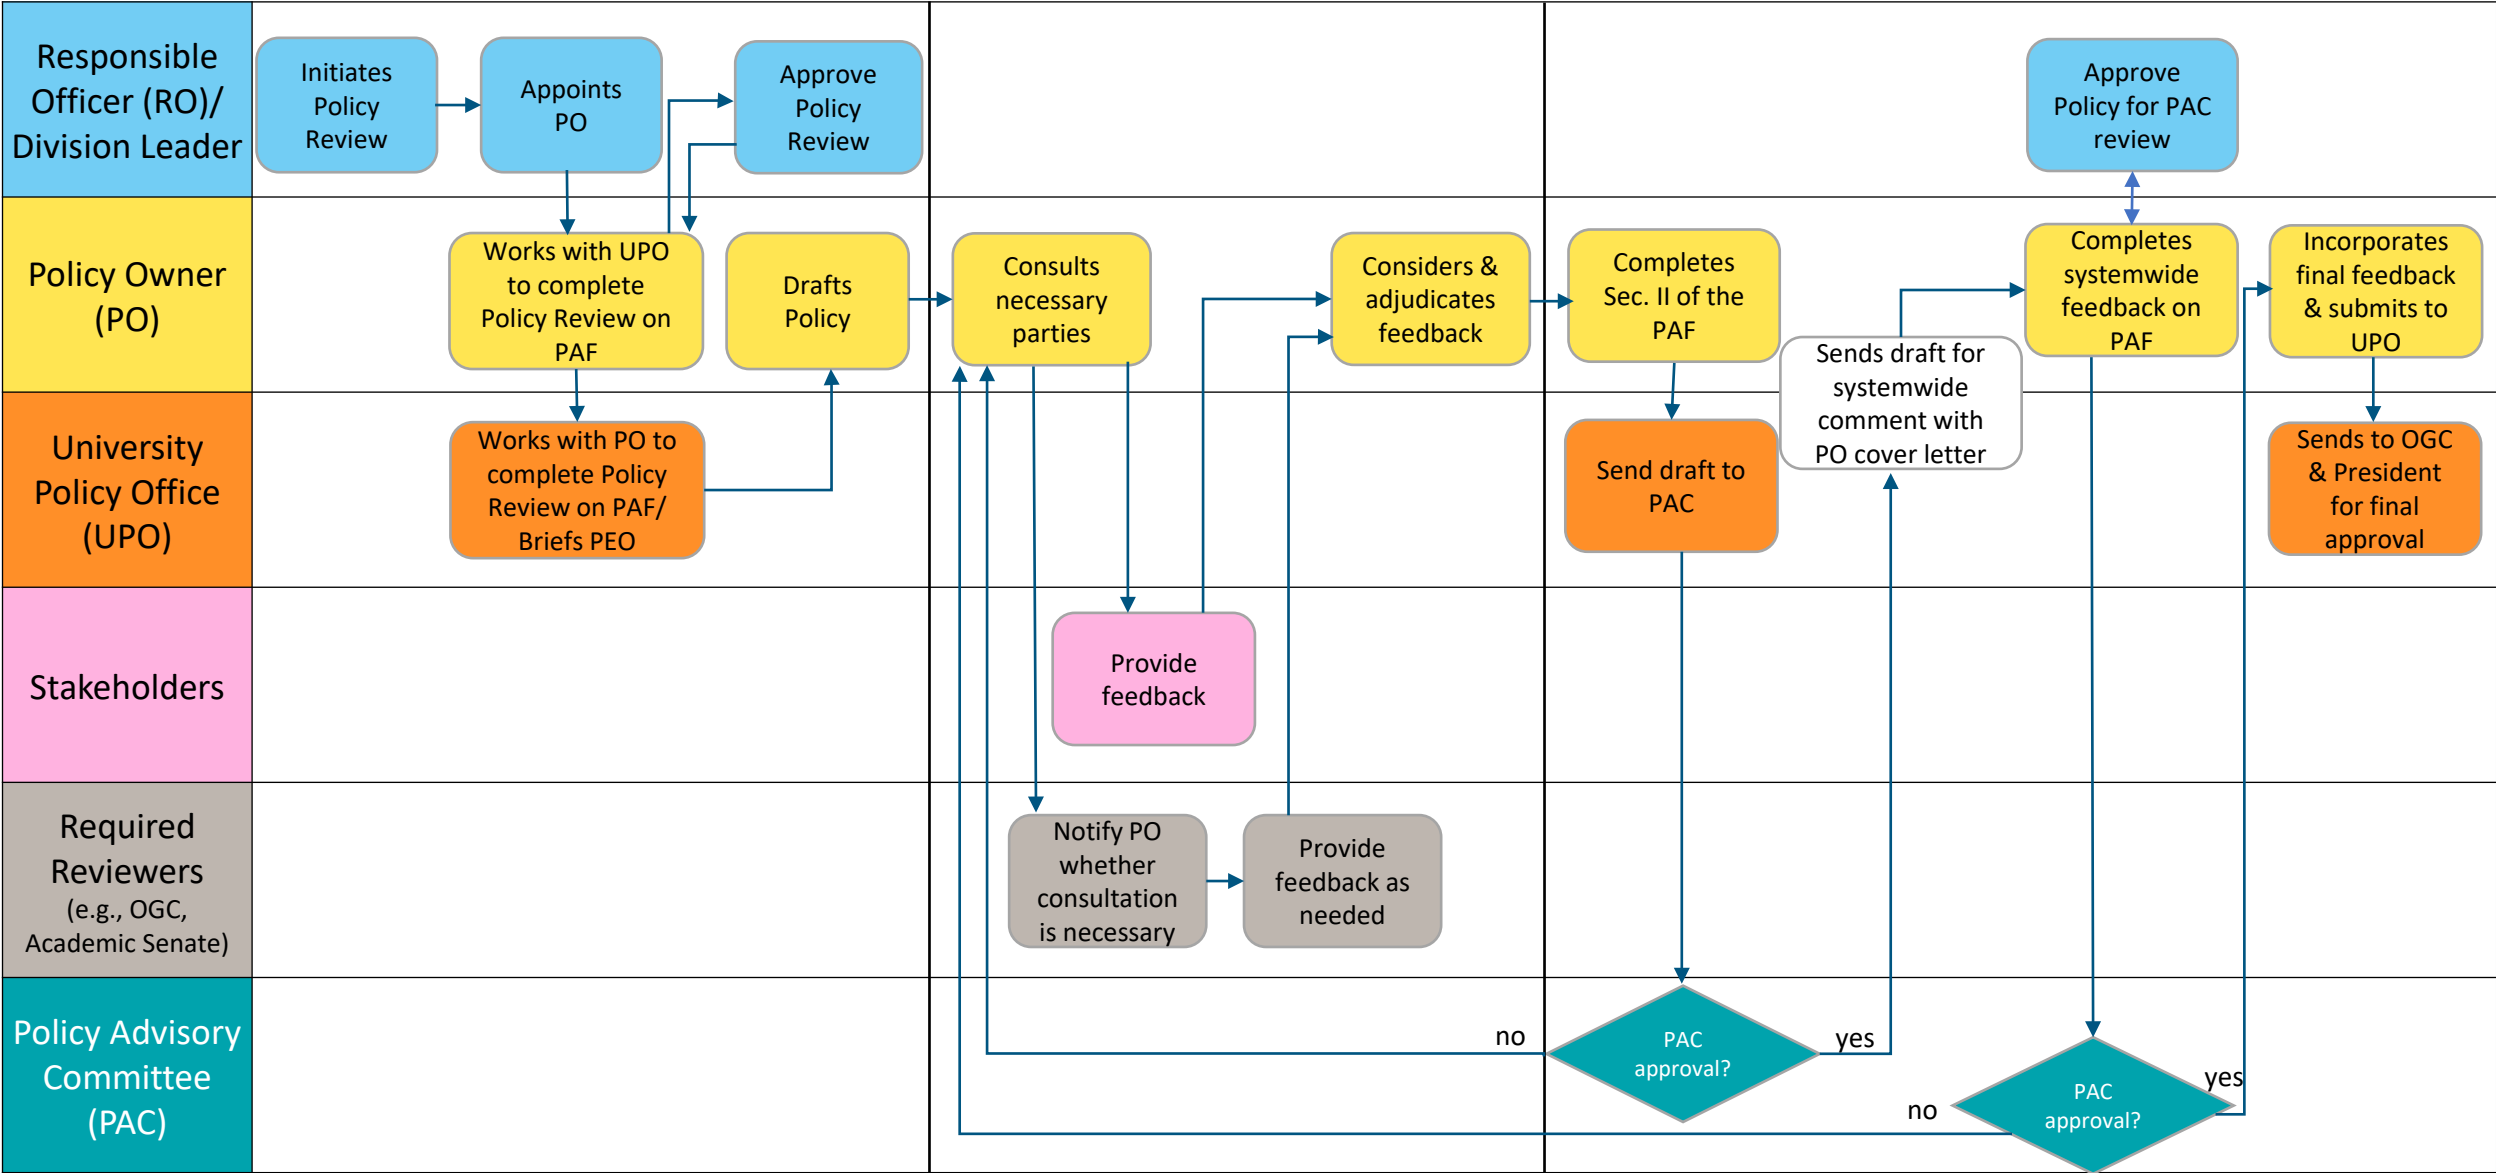 Responsible
Officer (RO)/
Division Leader
Initiates
Policy
Review
Appoints
PO
Approve
Policy
Review
Approve
Policy for PAC
review
Policy Owner
(PO)
Works with UPO
to complete
Policy Review on
PAF
Drafts
Policy
Consults
necessary
parties
Considers &
adjudicates
feedback
Completes
Sec. II of the
PAF
Sends draft for
systemwide
comment with
PO cover letter
Completes
systemwide
feedback on
PAF
Incorporates
final feedback
& submits to
UPO
University
Policy Office
(UPO)
Works with PO to
complete Policy
Review on PAF/
Briefs PEO
Send draft to
PAC
Sends to OGC
& President
for final
approval
Stakeholders
Provide
feedback
Required
Reviewers
(e.g., OGC,
Academic Senate)
Notify PO
whether
consultation
is necessary
Provide
feedback as
needed
Policy Advisory
Committee
(PAC)
no
PAC
approval?
yes
no
PAC
approval?
yes